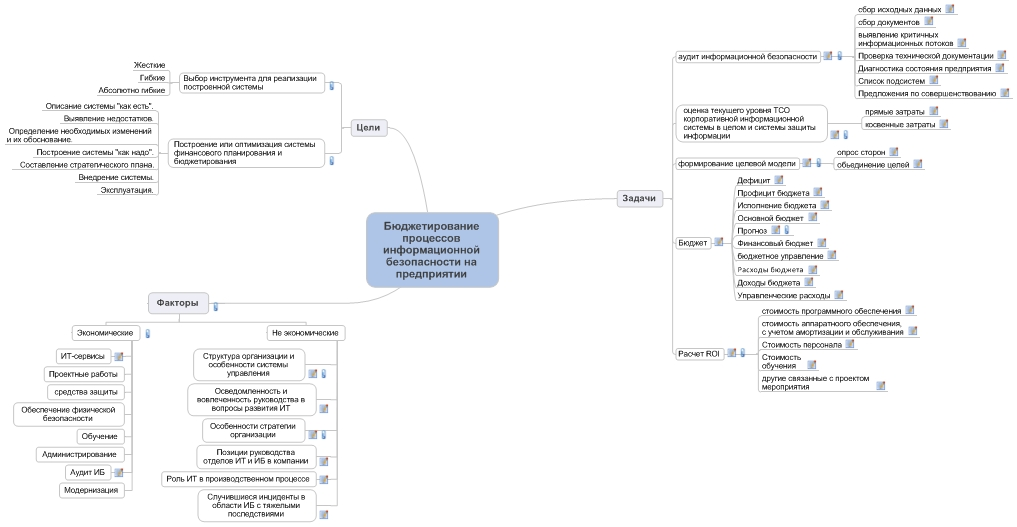 Бюджетирование
процессов
информационной
безопасности на
предприятии
Цели
Выбор инструмента для реализации
построенной системы
Жесткие
Гибкие
Абсолютно гибкие
Построение или оптимизация системы
финансового планирования и
бюджетирования
Описание системы "как есть".
Выявление недостатков.
Определение необходимых изменений
и их обоснование.
Построение системы "как надо".
Составление стратегического плана.
Внедрение системы.
Эксплуатация.
Задачи
аудит информационной безопасности
сбор исходных данных
сбор документов
выявление критичных
информационных потоков
Проверка технической документации
Диагностика состояния предприятия
Список подсистем
Предложения по совершенствованию
оценка текущего уровня ТСО
корпоративной информационной
системы в целом и системы защиты
информации
прямые затраты
косвенные затраты
формирование целевой модели
опрос сторон
объединение целей
Бюджет
Дефицит
Профицит бюджета
Исполнение бюджета
Основной бюджет
Прогноз
Финансовый бюджет
бюджетное управление
Расходы бюджета
Доходы бюджета
Управленческие расходы
Расчет ROI
стоимость программного обеспечения
стоимость аппаратного обеспечения,
с учетом амортизации и обслуживания
Стоимость персонала
Стоимость
обучения
другие связанные с проектом
мероприятия
Факторы
Экономические
ИТ-сервисы
Проектные работы
средства защиты
Обеспечение физической
безопасности
Обучение
Администрирование
Аудит ИБ
Модернизация
Не экономические
Структура организации и
особенности системы
управления
Осведомленность и
вовлеченность руководства в
вопросы развития ИТ
Особенности стратегии
организации
Позиции руководства
отделов ИТ и ИБ в компании
Роль ИТ в производственном процессе
Случившиеся инциденты в
области ИБ с тяжелыми
последствиями